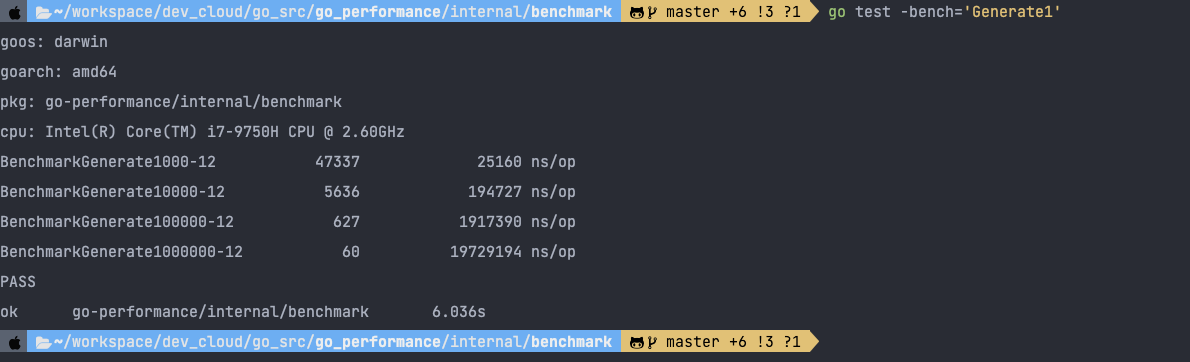 ~/workspace/dev_cloud/go_src/go_performance/internal/benchmark master +6 !3 ?1 go test -bench='Generate1'
goos: darwin
goarch: amd64
pkg: go-performance/internal/benchmark
cpu: Intel(R) Core(TM) i7-9750H CPU @ 2.60GHz
BenchmarkGenerate1000-12 47337 25160 ns/op
BenchmarkGenerate10000-12 5636 194727 ns/op
BenchmarkGenerate100000-12 627 1917390 ns/op
BenchmarkGenerate1000000-12 60 19729194 ns/op
PASS
ok go-performance/internal/benchmark 6.036s
~/workspace/dev_cloud/go_src/go_performance/internal/benchmark master +6 !3 ?1